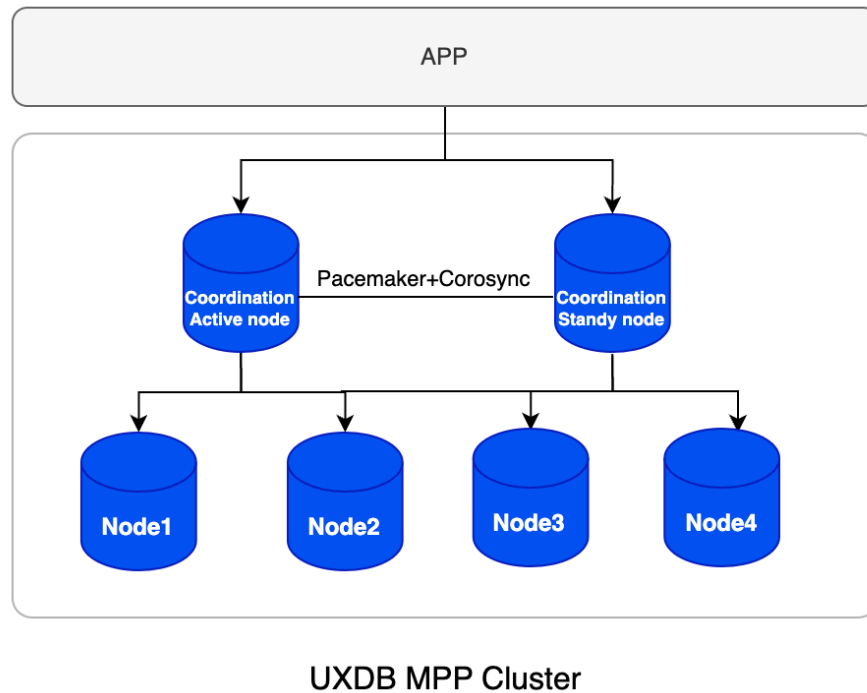 APP
Pacemaker+Corosync
Coordination
Active node
Coordination
Standy node
Node1
Node2
Node3
Node4
UXDB MPP Cluster